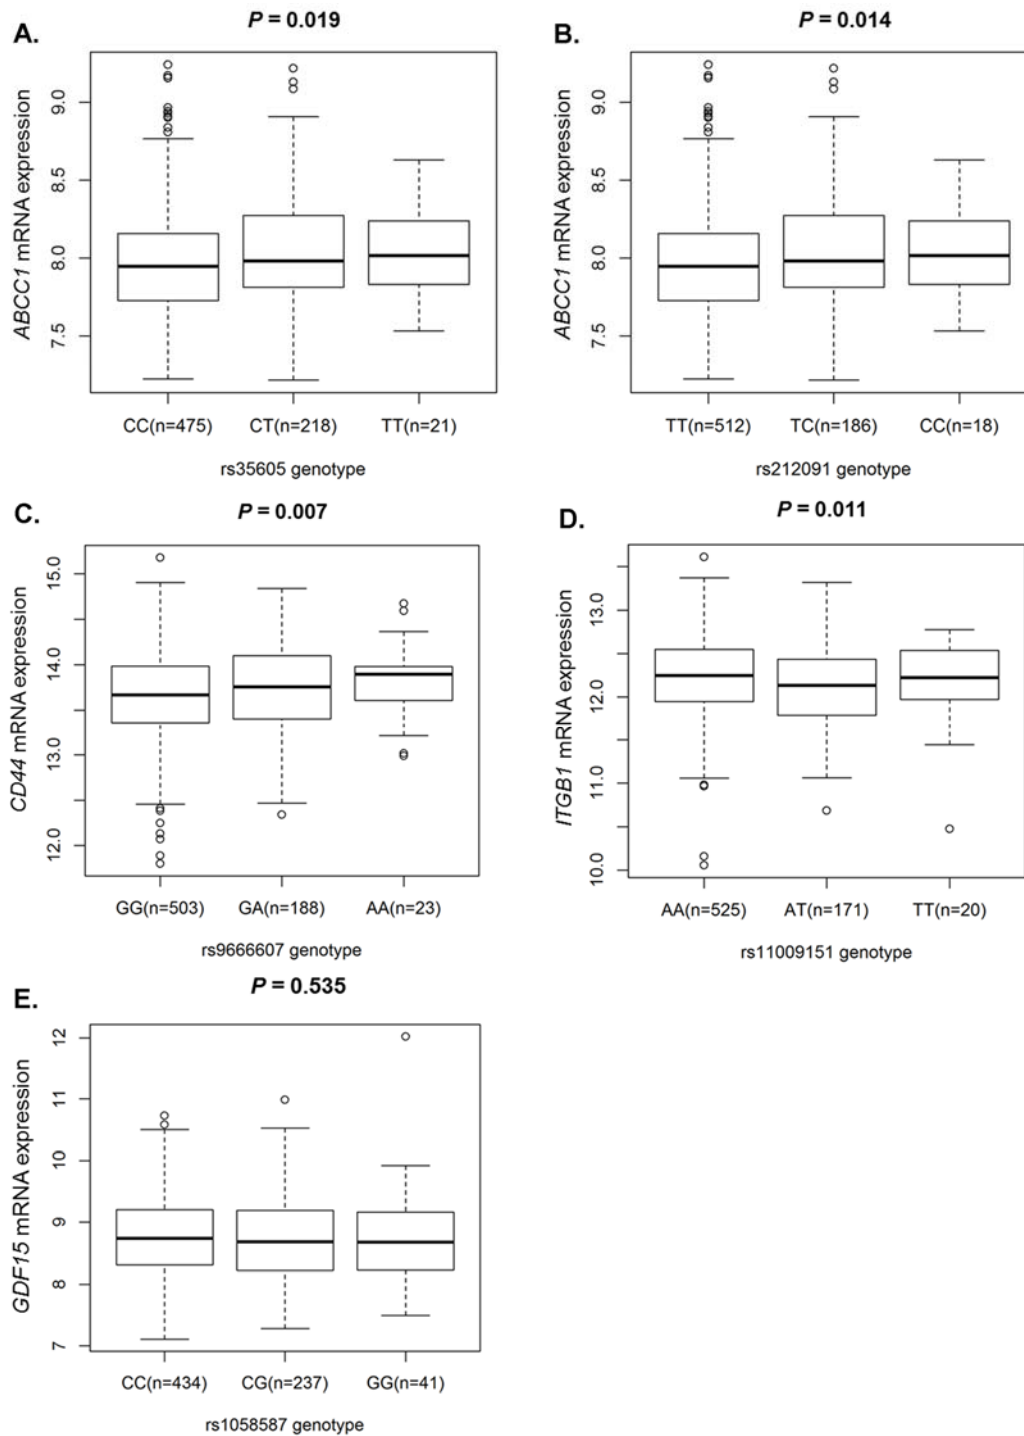 A.
P = 0.019
ABCC1 mRNA expression
9.0
8.5
8.0
7.5
CC(n=475) CT(n=218) TT(n=21)
rs35605 genotype
B.
P = 0.014
ABCC1 mRNA expression
9.0
8.5
8.0
7.5
TT(n=512) TC(n=186) CC(n=18)
rs212091 genotype
C.
P = 0.007
CD44 mRNA expression
15.0
14.0
13.0
12.0
GG(n=503) GA(n=188) AA(n=23)
rs9666607 genotype
D.
P = 0.011
ITGB1 mRNA expression
13.0
12.0
11.0
10.0
AA(n=525) AT(n=171) TT(n=20)
rs11009151 genotype
E.
P = 0.535
GDF15 mRNA expression
12
11
10
9
8
7
CC(n=434) CG(n=237) GG(n=41)
rs1058587 genotype